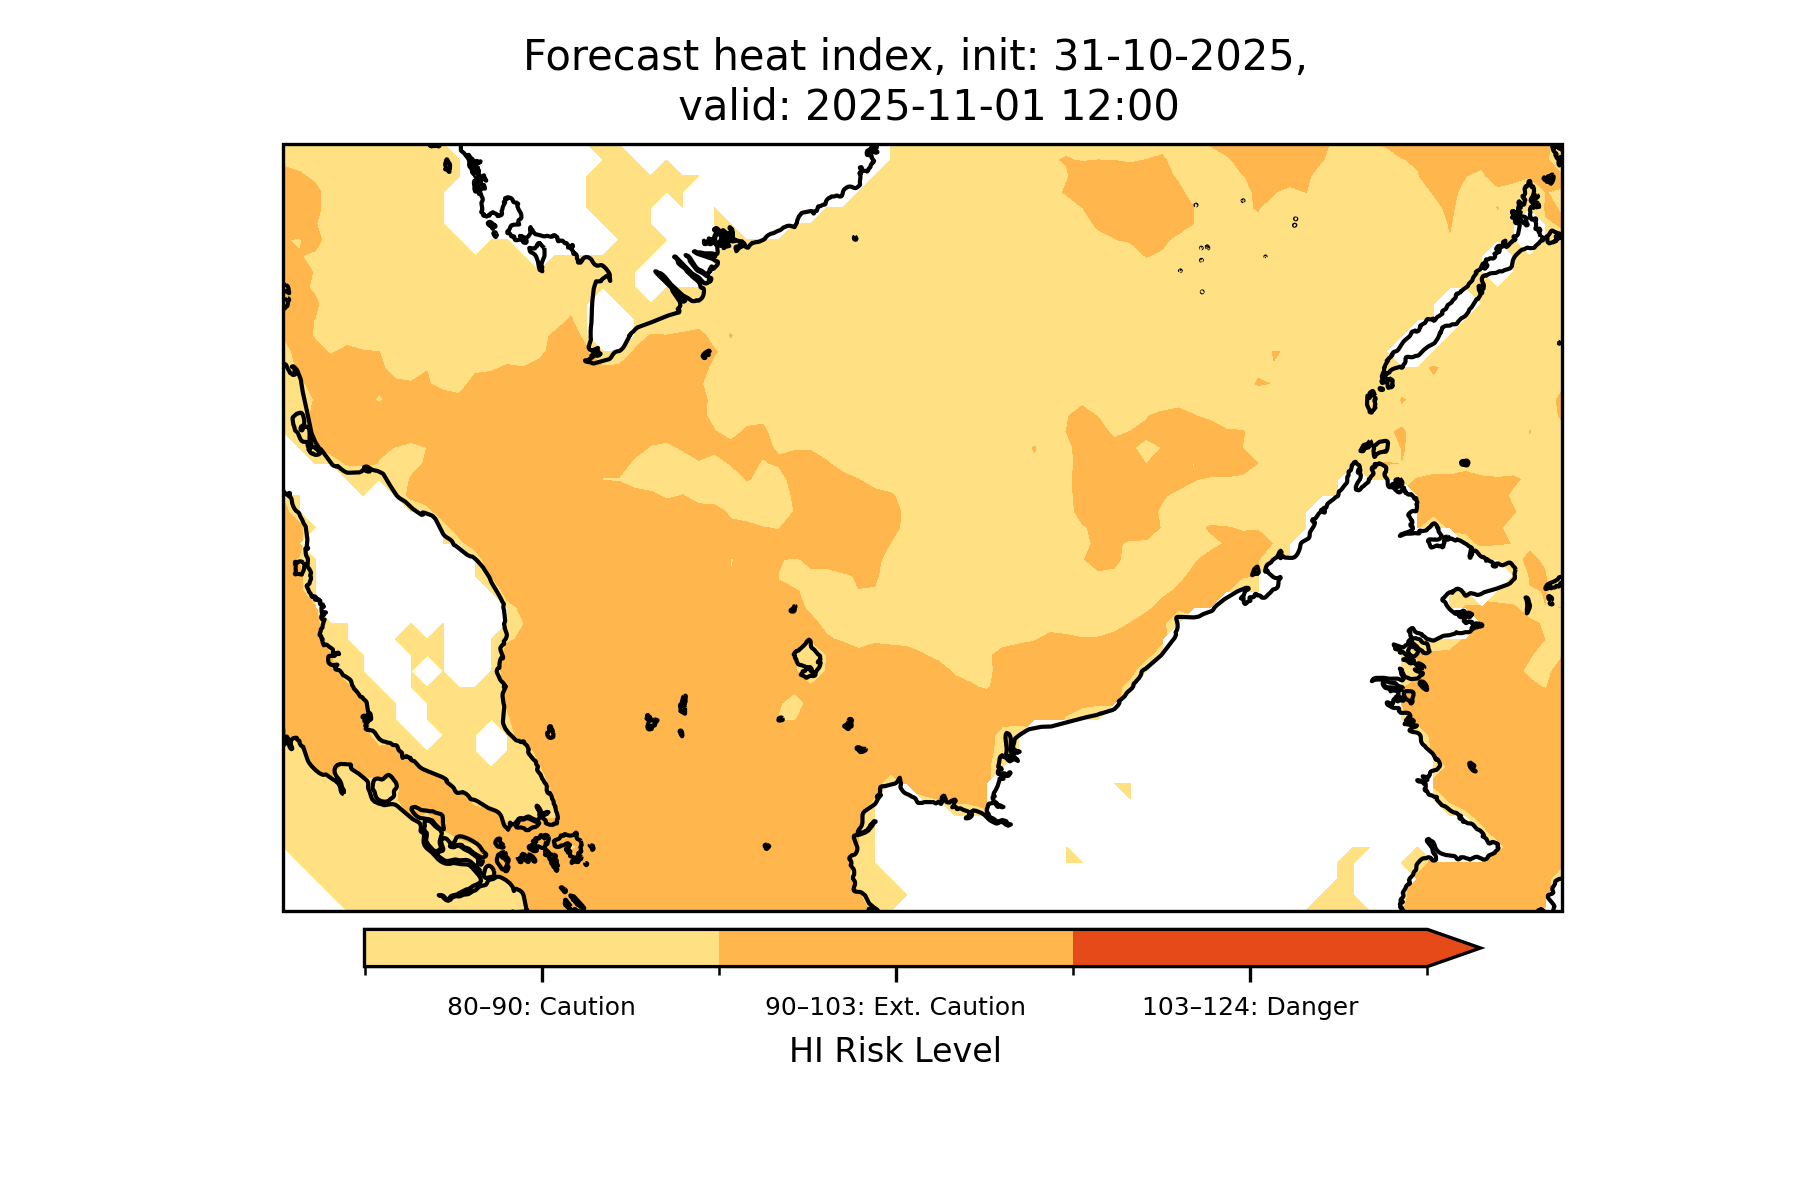 Forecast heat index, init: 31-10-2025,
valid: 2025-11-01 12:00
80–90: Caution
90–103: Ext. Caution
103–124: Danger
HI Risk Level